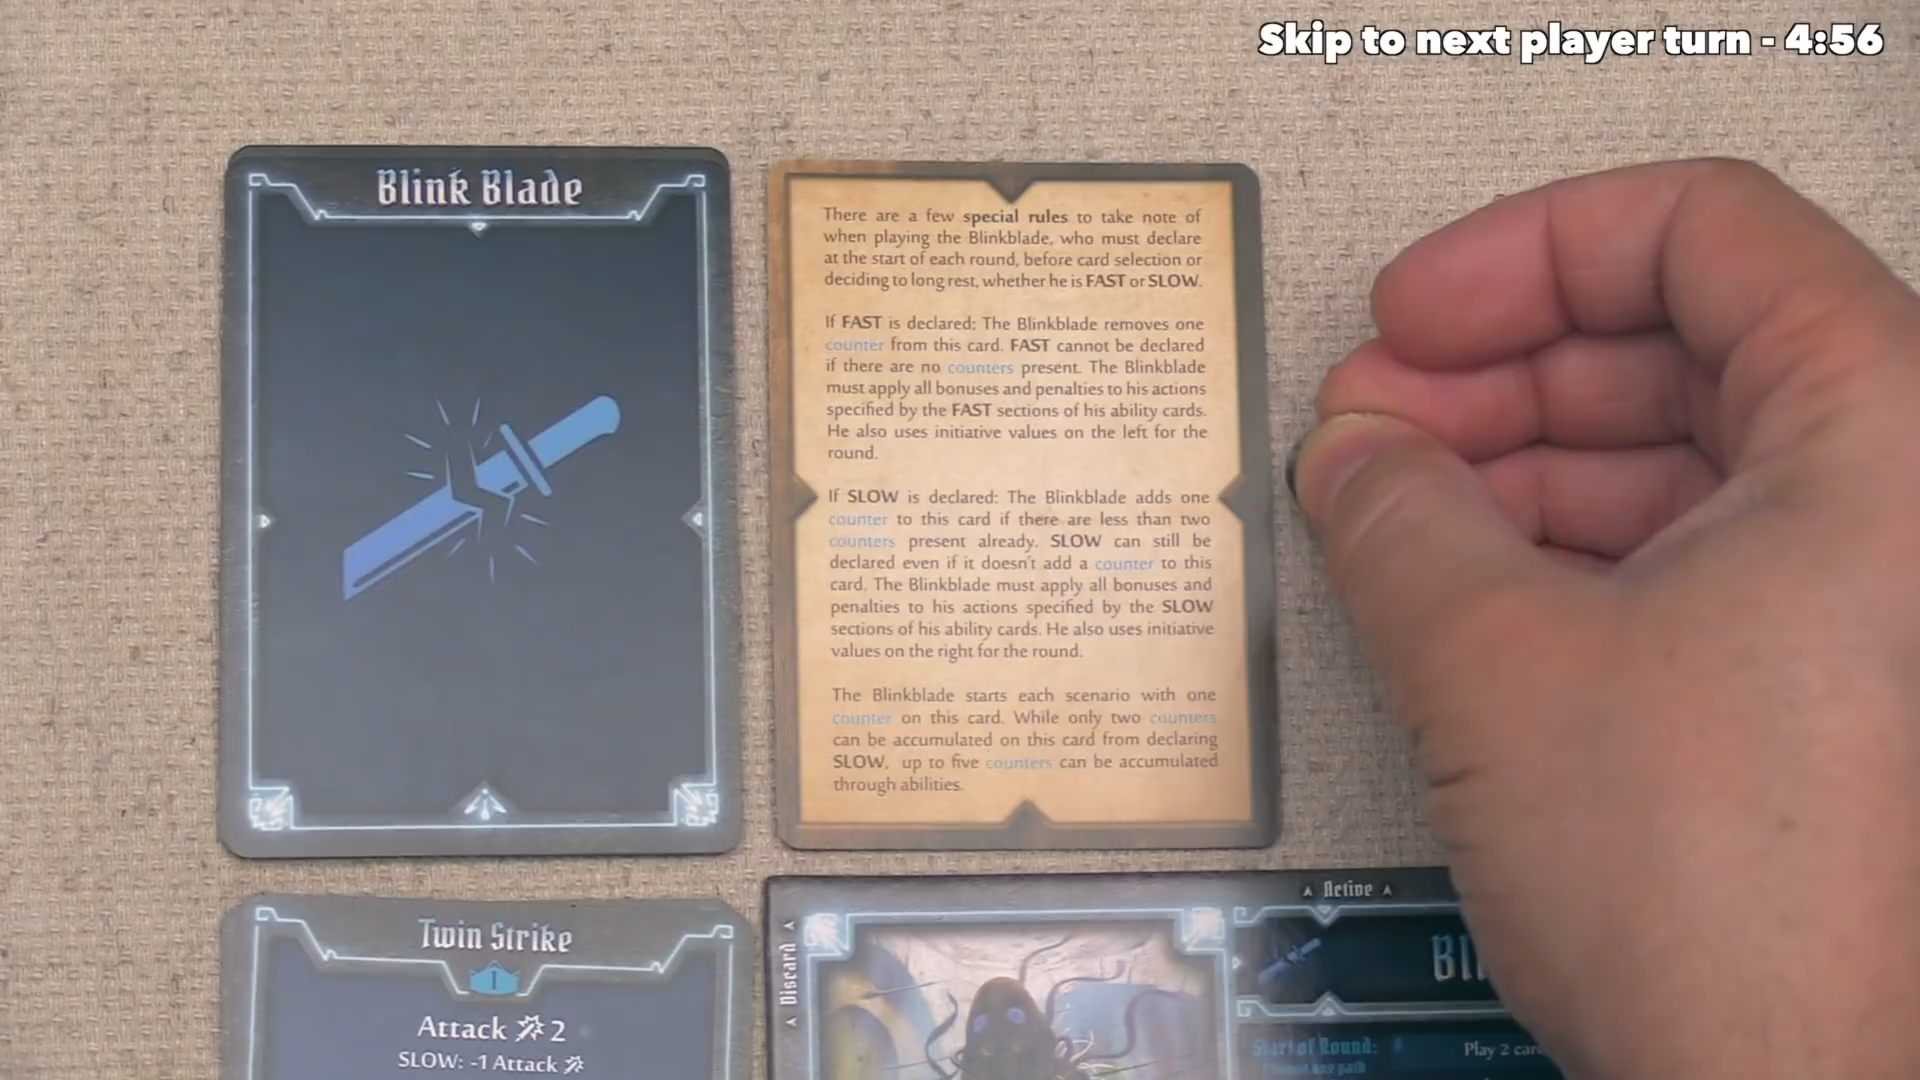 Skip to next player turn - 4:56
Blink Blade
There are a few special rules to take note of
when playing the Blinkblade, who must declare
at the start of each round, before card selection or
deciding to long rest, whether he is FAST or SLOW.
If FAST is declared: The Blinkblade removes one
counter from this card. FAST cannot be declared
if there are no counters present. The Blinkblade
must apply all bonuses and penalties to his actions
specified by the FAST sections of his ability cards.
He also uses initiative values on the left for the
round.
If SLOW is declared: The Blinkblade adds one
counter to this card if there are less than two
counters present already. SLOW can still be
declared even if it doesn't add a counter to this
card. The Blinkblade must apply all bonuses and
penalties to his actions specified by the SLOW
sections of his ability cards. He also uses initiative
values on the right for the round.
The Blinkblade starts each scenario with one
counter on this card. While only two counters
can be accumulated on this card from declaring
SLOW, up to five counters can be accumulated
through abilities.
Twin Strike
1
Attack 2
SLOW: -1 Attack
Discard
Active
Start of Round:
Play 2